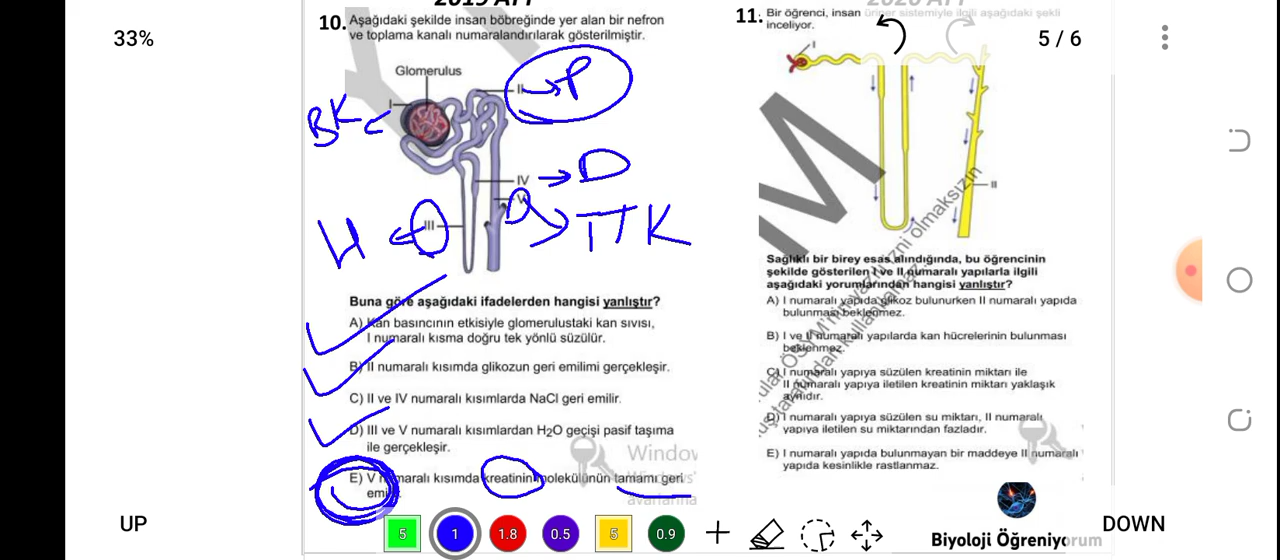 33%
2019 AYT
10. Aşağıdaki şekilde insan böbreğinde yer alan bir nefron
ve toplama kanalı numaralandırılarak gösterilmiştir.
Glomerulus
I
II
→ P
BK
IV
→ D
V
→ TTK
III
H
Buna göre aşağıdaki ifadelerden hangisi yanlıştır?
A) Kan basıncının etkisiyle glomerulustaki kan sıvısı,
I numaralı kısma doğru tek yönlü süzülür.
B) II numaralı kısımda glikozun geri emilimi gerçekleşir.
C) II ve IV numaralı kısımlarda NaCl geri emilir.
D) III ve V numaralı kısımlardan H₂O geçişi pasif taşıma
ile gerçekleşir.
E) V numaralı kısımda kreatinin molekülünün tamamı geri
UP
2020 AYT
11. Bir öğrenci, insan üriner sistemiyle ilgili aşağıdaki şekli
inceliyor.
5 / 6
I
II
Sağlıklı bir birey esas alındığında, bu öğrencinin
şekilde gösterilen I ve II numaralı yapılarla ilgili
aşağıdaki yorumlarından hangisi yanlıştır?
A) I numaralı yapıda glikoz bulunurken II numaralı yapıda
bulunması beklenmez.
B) I ve II numaralı yapılarda kan hücrelerinin bulunması
beklenmez.
C) I numaralı yapıya süzülen kreatinin miktarı ile
II numaralı yapıya iletilen kreatinin miktarı yaklaşık
aynıdır.
D) I numaralı yapıya süzülen su miktarı, II numaralı
yapıya iletilen su miktarından fazladır.
E) I numaralı yapıda bulunmayan bir maddeye II numaralı
yapıda kesinlikle rastlanmaz.
5
1
1.8
0.5
5
0.9
Biyoloji Öğreniyorum
DOWN